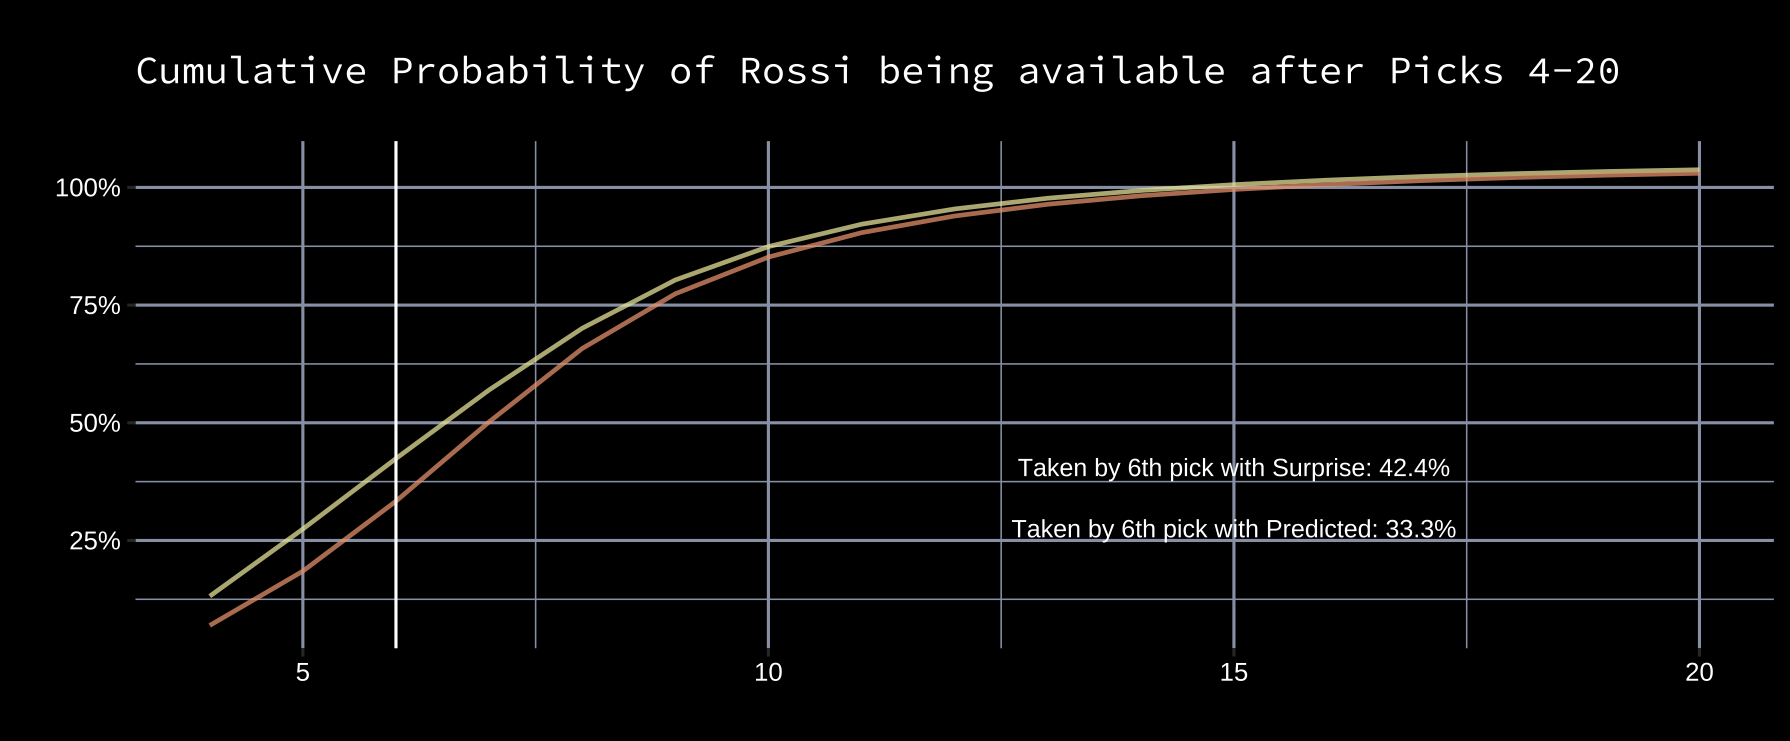 Cumulative Probability of Rossi being available after Picks 4-20
100%
75%
50%
Taken by 6th pick with Surprise: 42.4%
Taken by 6th pick with Predicted: 33.3%
25%
5 10 15 20